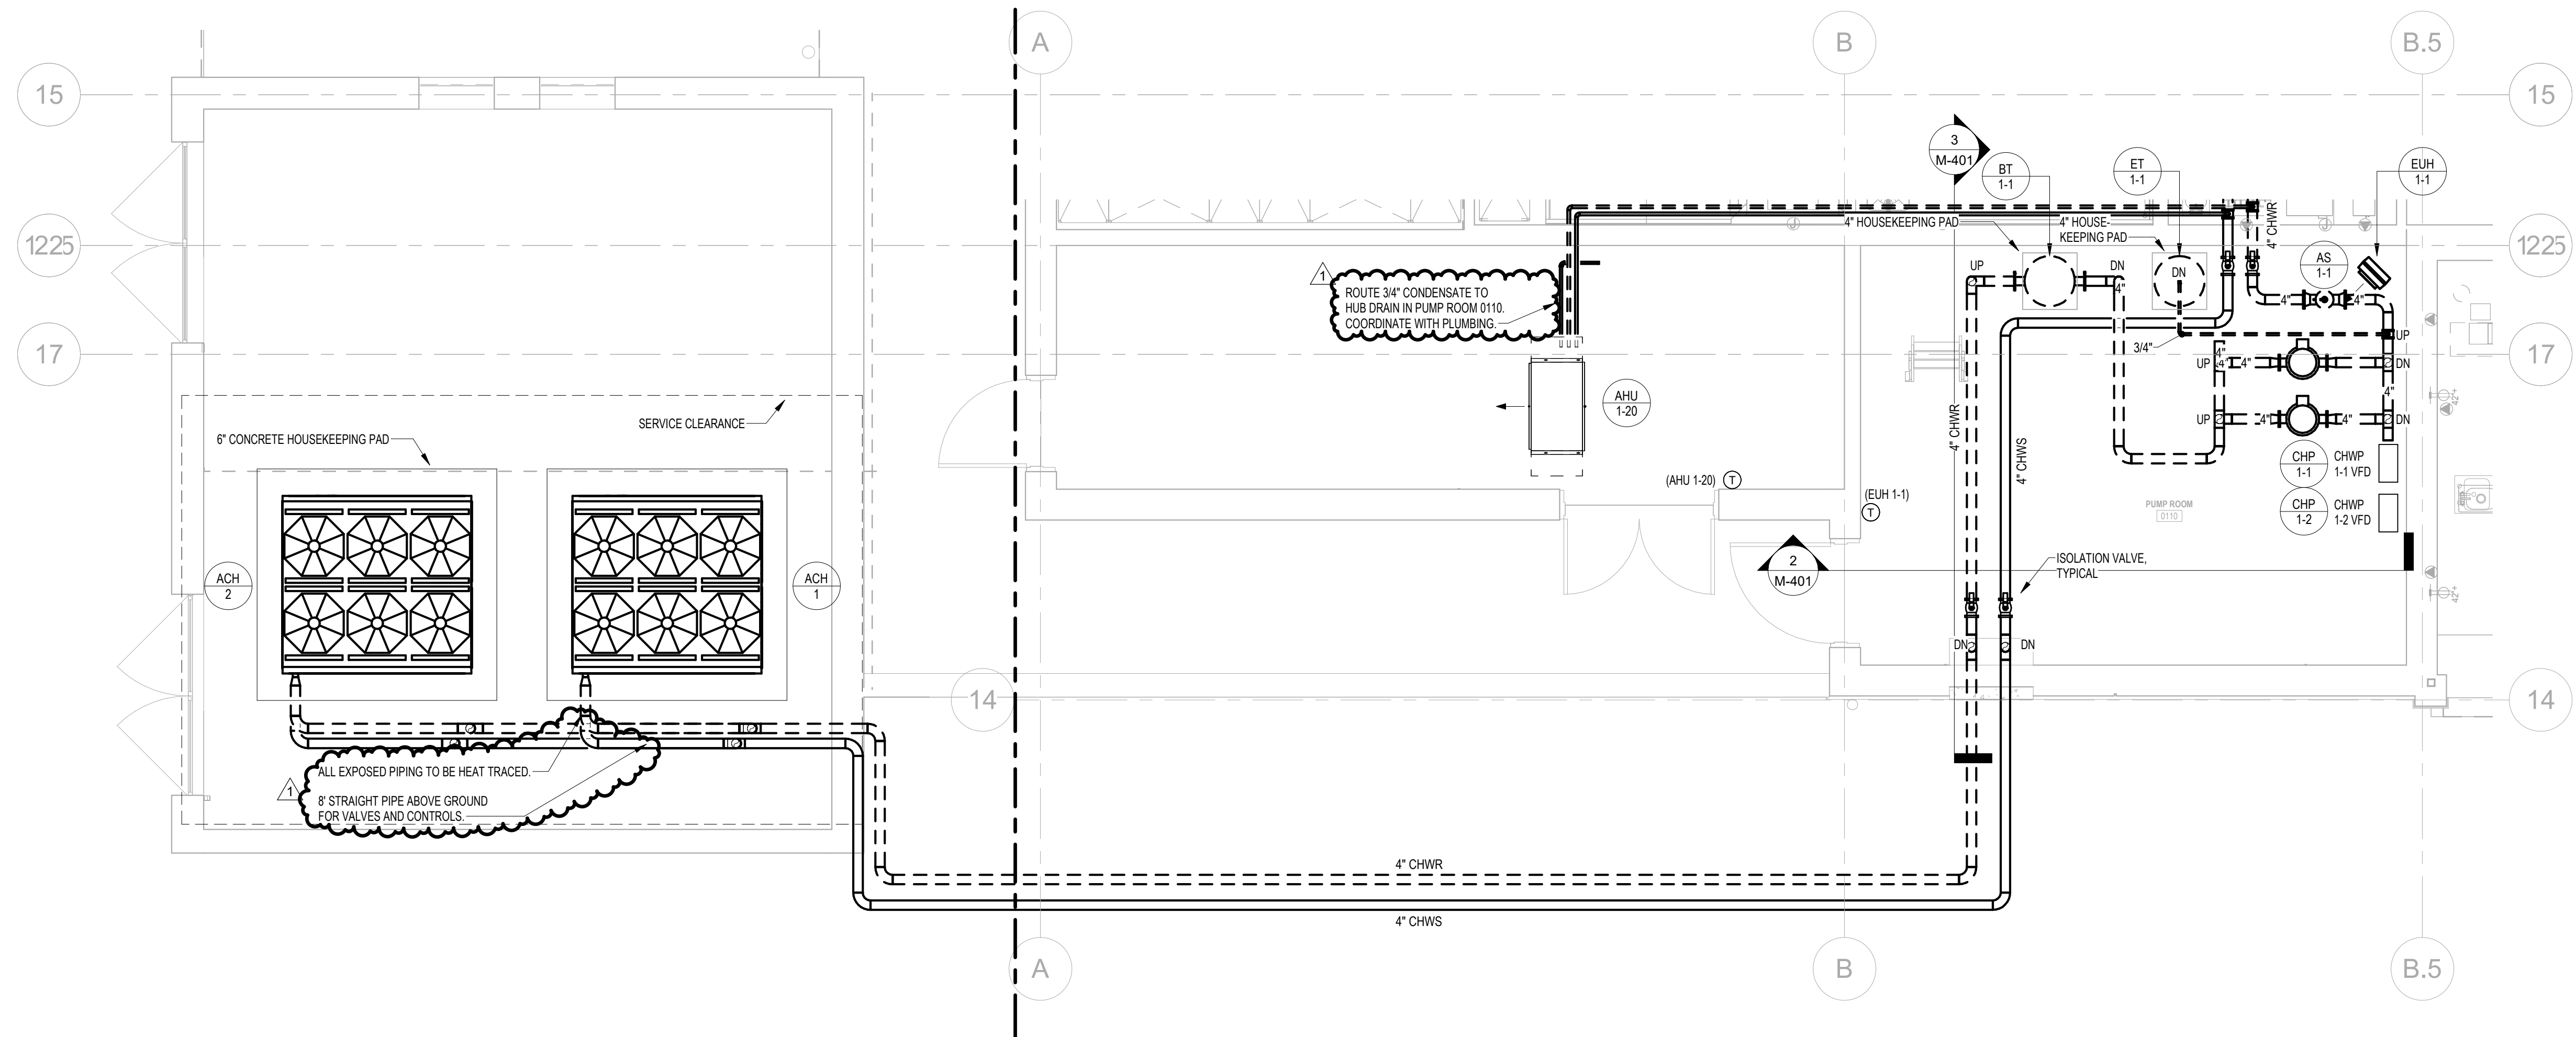 A
B
B.5
15
15
3
M-401
BT
1-1
ET
1-1
EUH
1-1
4" CHWR
4" HOUSEKEEPING PAD
4" HOUSE-
KEEPING PAD
1225
1225
AS
1-1
1
ROUTE 3/4" CONDENSATE TO
HUB DRAIN IN PUMP ROOM 0110.
COORDINATE WITH PLUMBING.
UP
DN
4"
DN
4"
4"
UP
3/4"
17
17
UP
4"
4"
4"
4"
DN
4"
AHU
1-20
SERVICE CLEARANCE
6" CONCRETE HOUSEKEEPING PAD
4" CHWR
4" CHWS
UP
4"
4"
DN
42"+
CHP
1-1
CHWP
1-1 VFD
(AHU 1-20)
T
(EUH 1-1)
T
PUMP ROOM
0110
CHP
1-2
CHWP
1-2 VFD
2
M-401
ISOLATION VALVE,
TYPICAL
ACH
2
ACH
1
42"+
DN
DN
14
14
ALL EXPOSED PIPING TO BE HEAT TRACED.
1
8' STRAIGHT PIPE ABOVE GROUND
FOR VALVES AND CONTROLS.
4" CHWR
4" CHWS
A
B
B.5